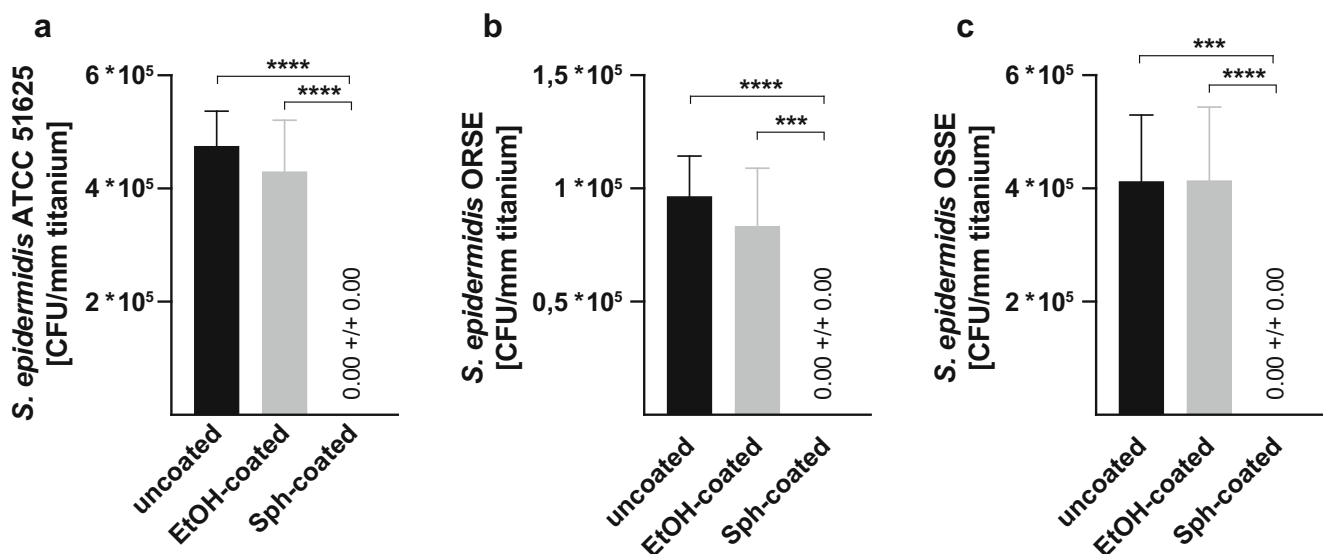 a
S. epidermidis ATCC 51625
[CFU/mm titanium]
6 * 10⁵
4 * 10⁵
2 * 10⁵
****
****
0.00 +/+ 0.00
uncoated
EtOH-coated
Sph-coated
b
S. epidermidis ORSE
[CFU/mm titanium]
1,5 * 10⁵
1 * 10⁵
0,5 * 10⁵
****
***
0.00 +/+ 0.00
uncoated
EtOH-coated
Sph-coated
c
S. epidermidis OSSE
[CFU/mm titanium]
6 * 10⁵
4 * 10⁵
2 * 10⁵
***
****
0.00 +/+ 0.00
uncoated
EtOH-coated
Sph-coated